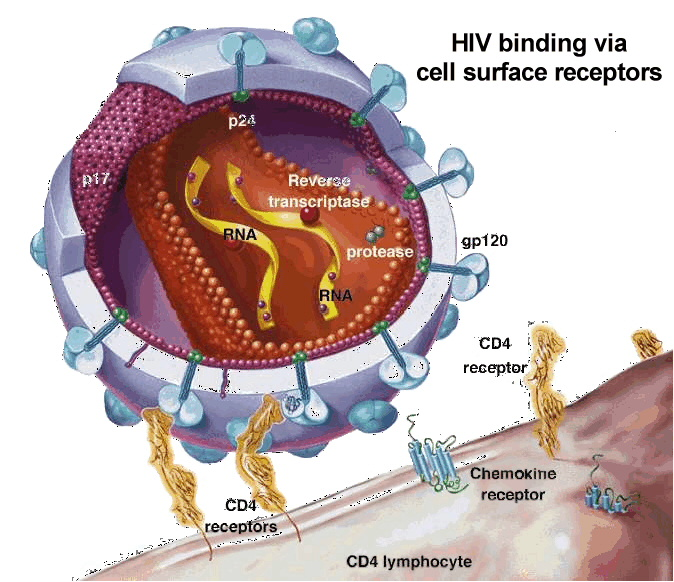 HIV binding via
cell surface receptors
p24
p17
Reverse
transcriptase
RNA
protease
gp120
RNA
CD4
receptor
Chemokine
receptor
CD4
receptors
CD4 lymphocyte